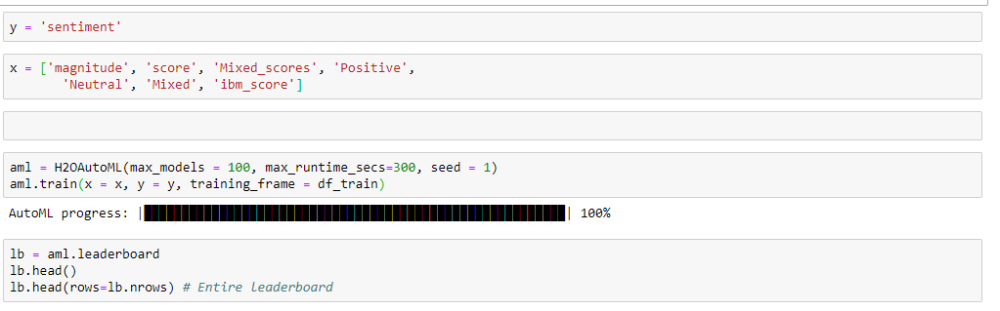 y = 'sentiment'
x = ['magnitude', 'score', 'Mixed_scores', 'Positive',
'Neutral', 'Mixed', 'ibm_score']
aml = H2OAutoML(max_models = 100, max_runtime_secs=300, seed = 1)
aml.train(x = x, y = y, training_frame = df_train)
AutoML progress: || 100%
lb = aml.leaderboard
lb.head()
lb.head(rows=lb.nrows) # Entire leaderboard